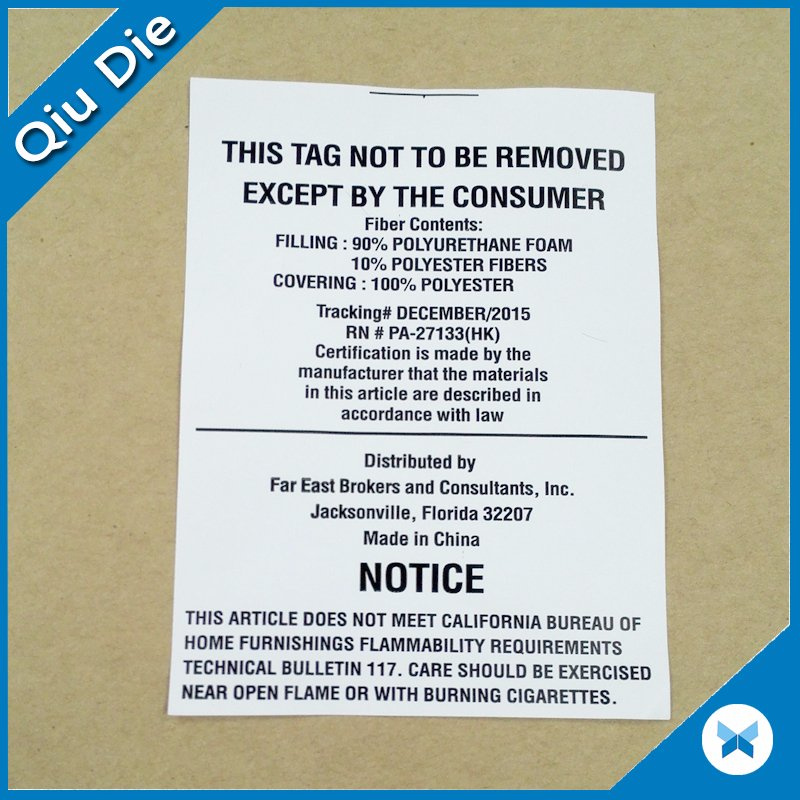 Qiu Die
THIS TAG NOT TO BE REMOVED
EXCEPT BY THE CONSUMER
Fiber Contents:
FILLING : 90% POLYURETHANE FOAM
10% POLYESTER FIBERS
COVERING : 100% POLYESTER
Tracking# DECEMBER/2015
RN # PA-27133(HK)
Certification is made by the
manufacturer that the materials
in this article are described in
accordance with law
Distributed by
Far East Brokers and Consultants, Inc.
Jacksonville, Florida 32207
Made in China
NOTICE
THIS ARTICLE DOES NOT MEET CALIFORNIA BUREAU OF
HOME FURNISHINGS FLAMMABILITY REQUIREMENTS
TECHNICAL BULLETIN 117. CARE SHOULD BE EXERCISED
NEAR OPEN FLAME OR WITH BURNING CIGARETTES.